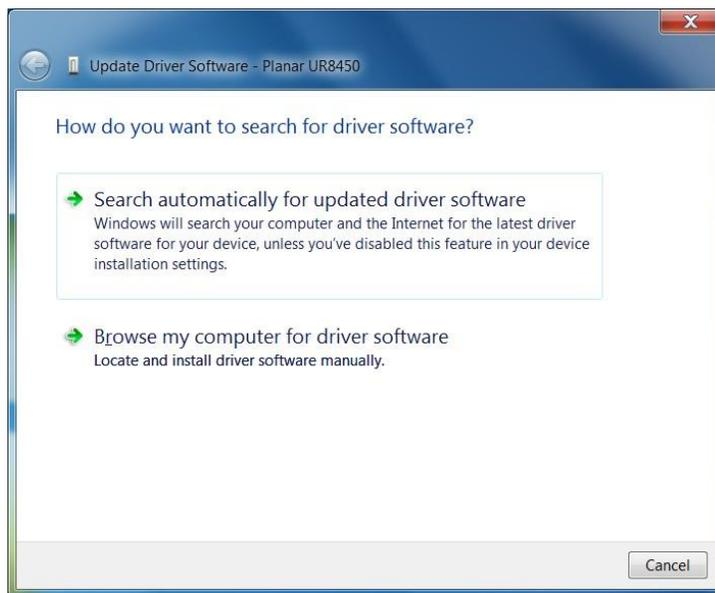 Update Driver Software - Planar UR8450
How do you want to search for driver software?
Search automatically for updated driver software
Windows will search your computer and the Internet for the latest driver
software for your device, unless you've disabled this feature in your device
installation settings.
Browse my computer for driver software
Locate and install driver software manually.
Cancel